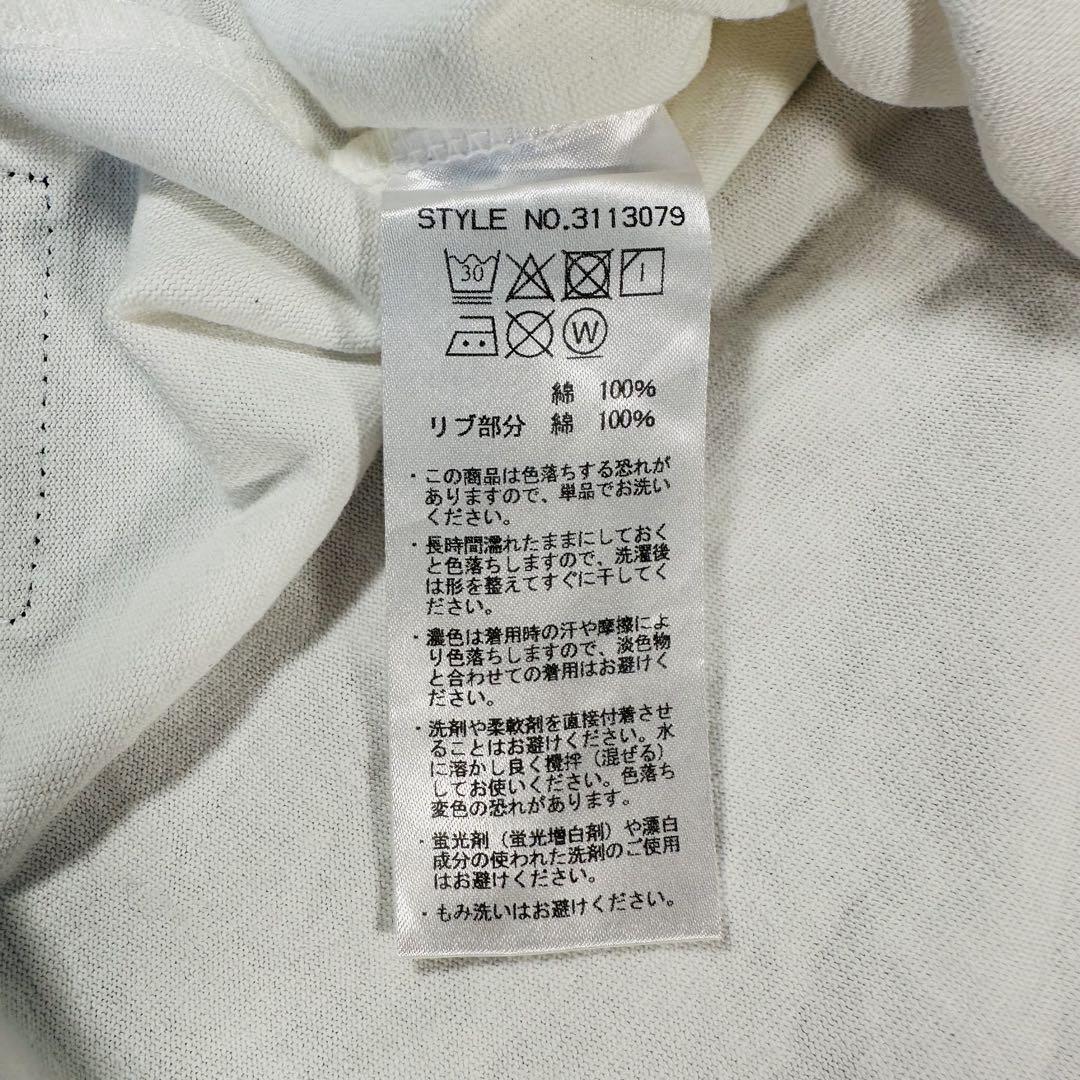 STYLE NO.3113079
30
W
綿 100%
リブ部分 綿 100%
・この商品は色落ちする恐れが
ありますので、単品でお洗い
ください。
・長時間濡れたままにしておく
と色落ちしますので、洗濯後
は形を整えてすぐに干してく
ださい。
・濃色は着用時の汗や摩擦によ
り色落ちしますので、淡色物
と合わせての着用はお避けく
ださい。
・洗剤や柔軟剤を直接付着させ
ることはお避けください。水
に溶かし良く攪拌（混ぜる）
してお使いください。色落ち
変色の恐れがあります。
・蛍光剤（蛍光増白剤）や漂白
成分の使われた洗剤のご使用
はお避けください。
・もみ洗いはお避けください。